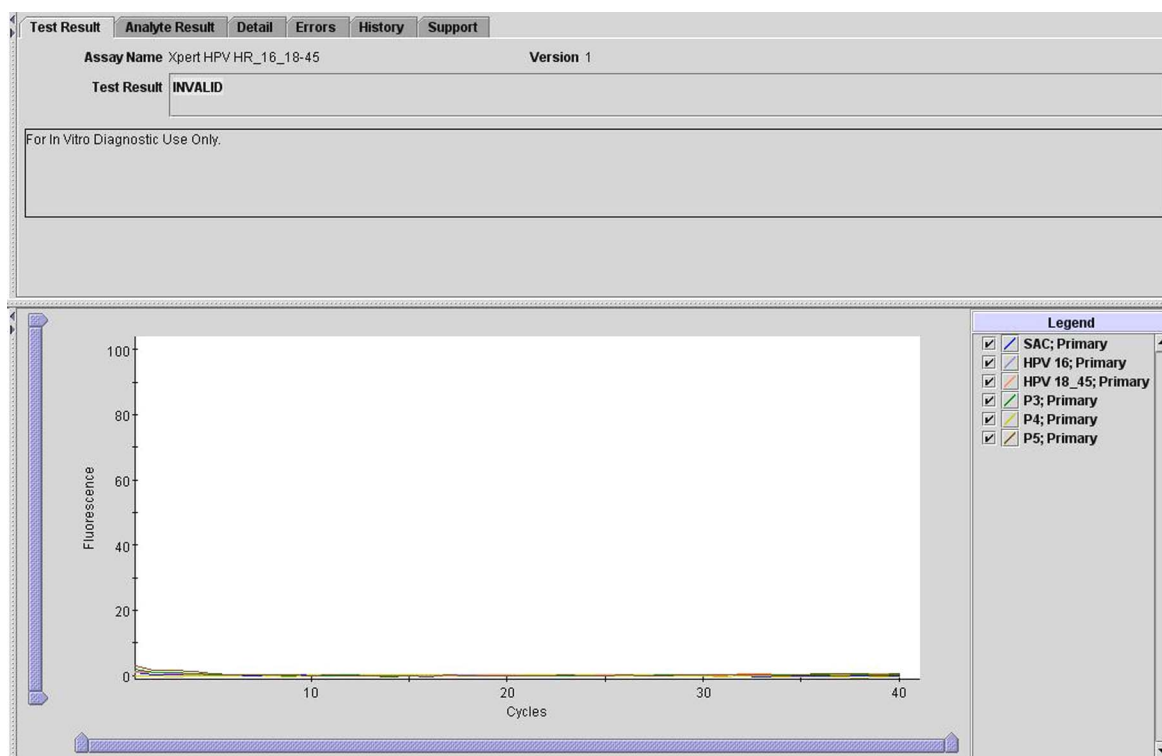 Test Result Analyte Result Detail Errors History Support
Assay Name Xpert HPV HR_16_18-45 Version 1
Test Result INVALID
For In Vitro Diagnostic Use Only.
Legend
SAC; Primary
HPV 16; Primary
HPV 18_45; Primary
P3; Primary
P4; Primary
P5; Primary
100
80
60
40
20
0
Fluorescence
10 20 30 40
Cycles